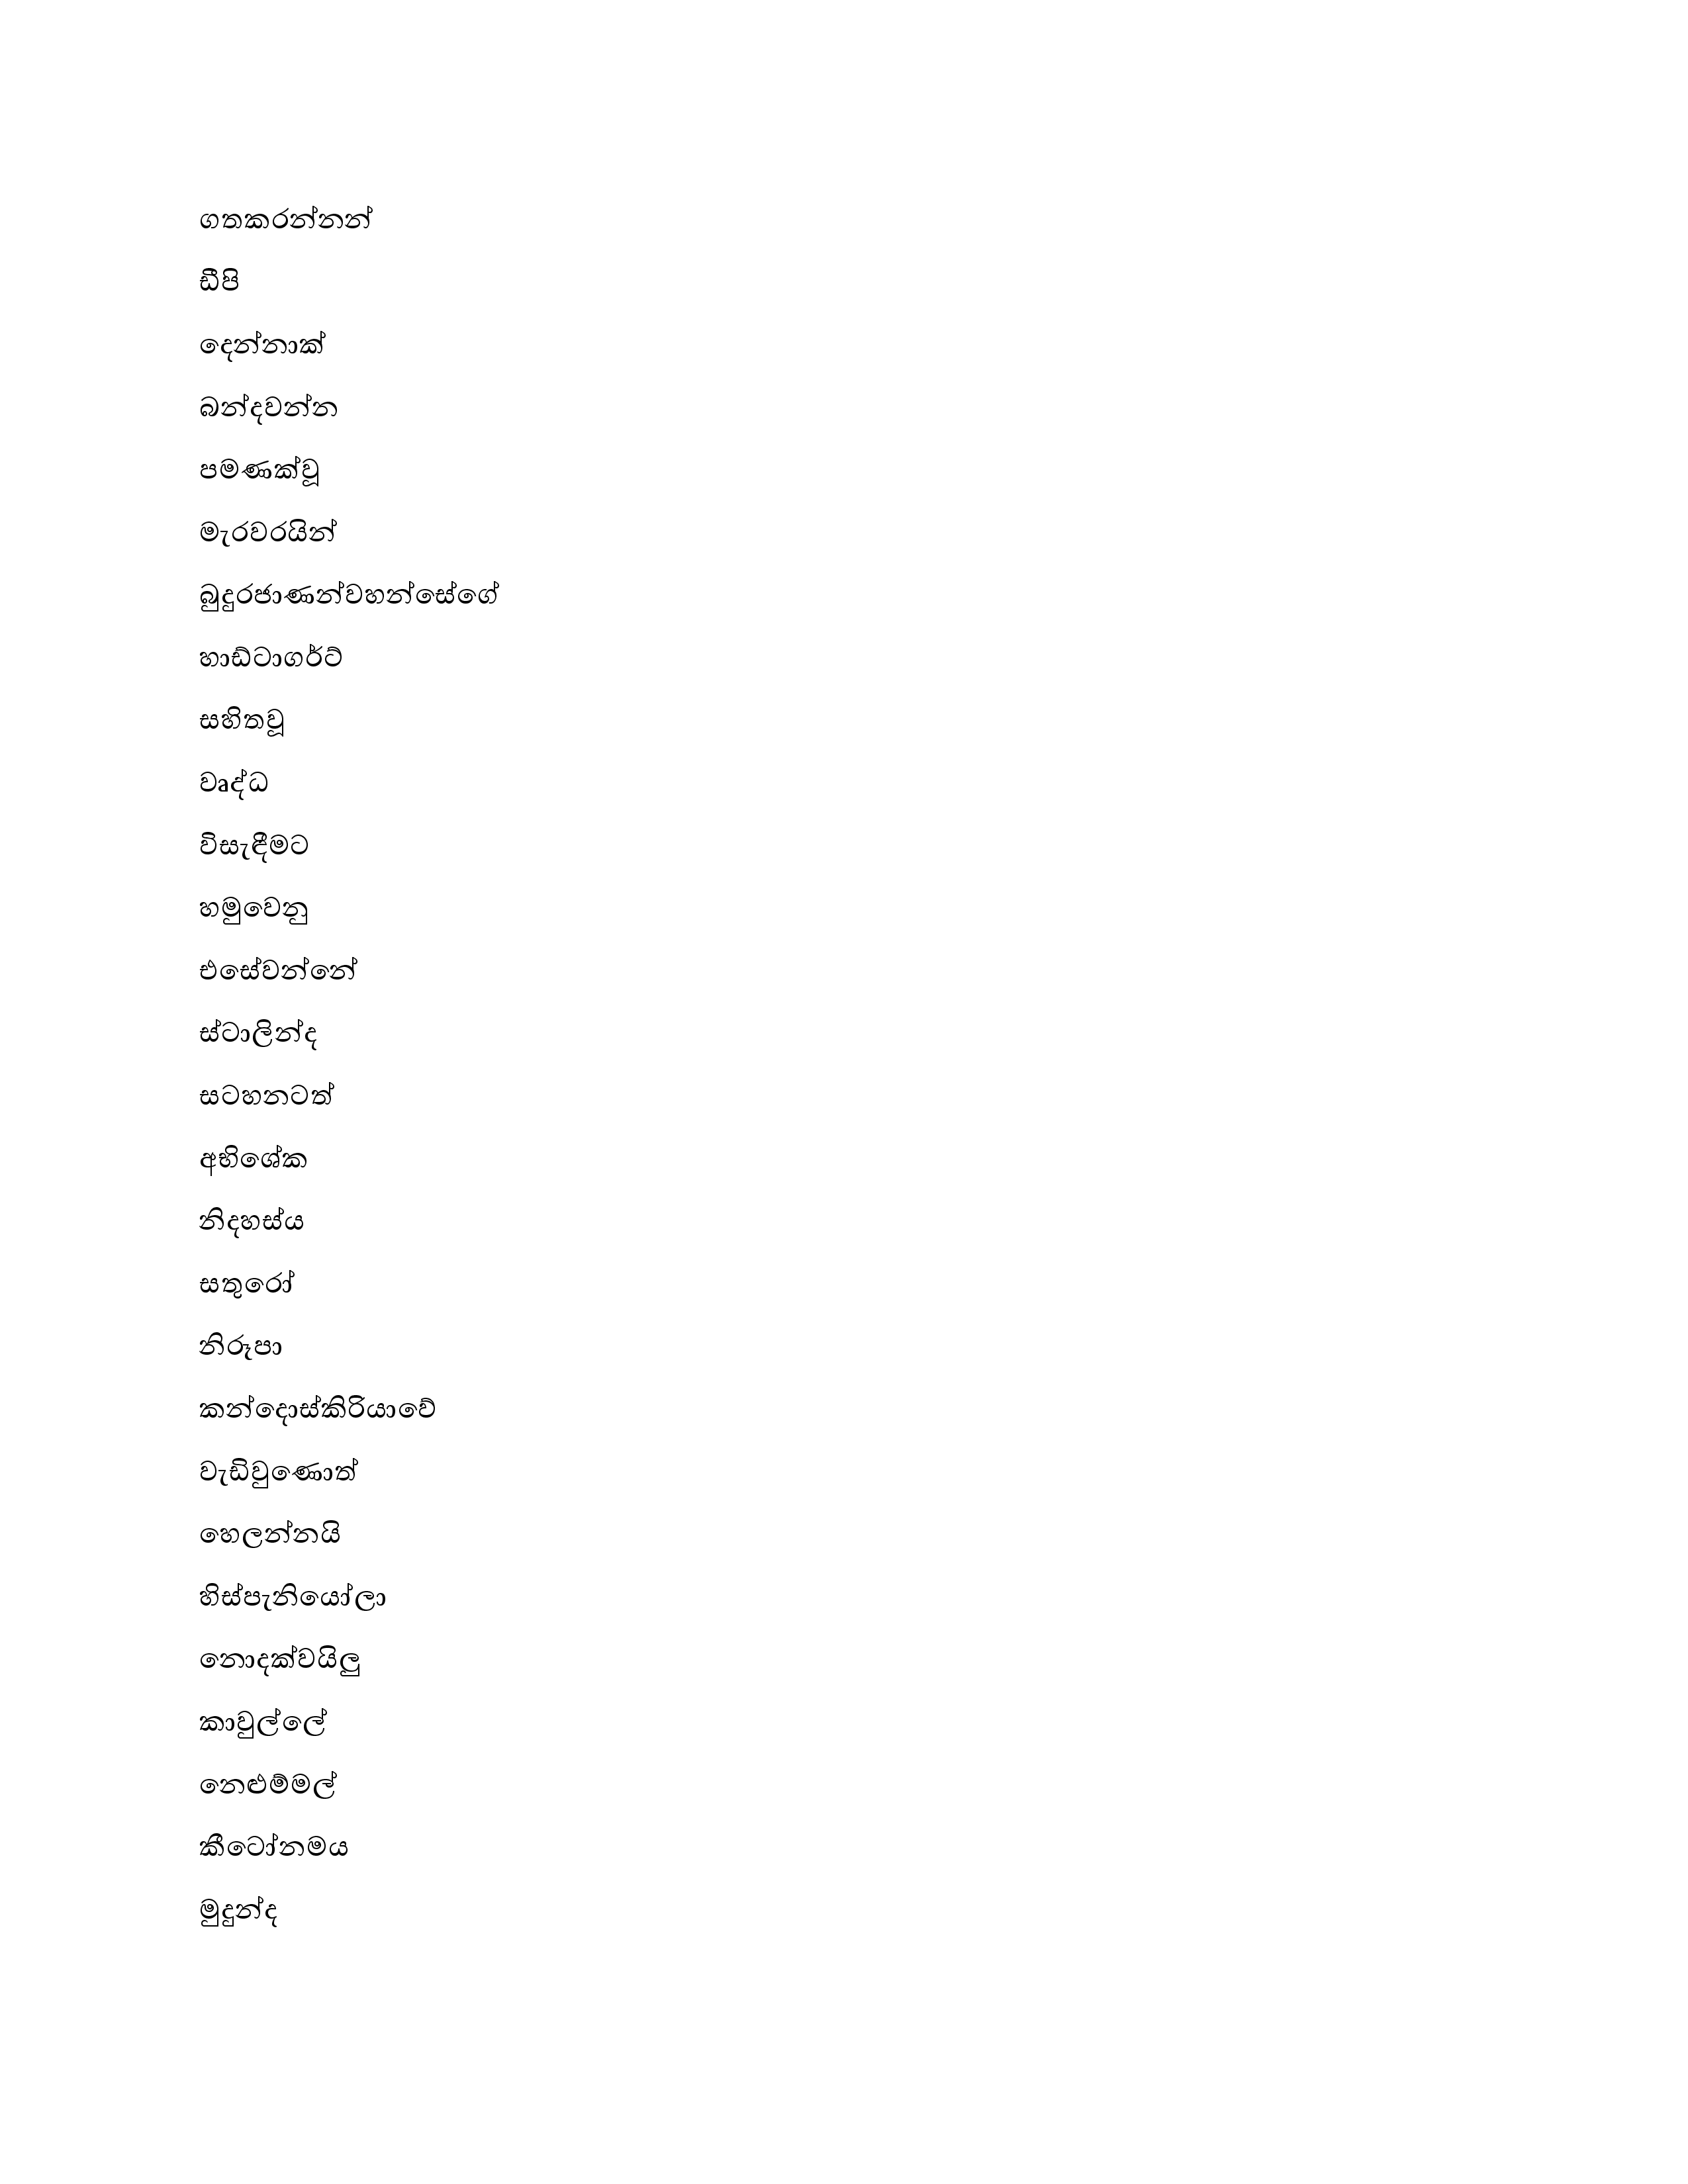 ගතකරන්නන්
ඩීපි
දෙන්නාක්
බන්දවන්න
පමණක්වූ
මැරවරයින්
බුදුරජාණන්වහන්සේගේ
හාඩ්ටාගර්ට්
සහිතවූ
වෘද්ධ
විසැඳීමට
හමුවෙනු
එසේවන්නේ
ස්ටාලින්ද
සටහනටත්
අභිශේක
නිදහස්ය
සතුරෝ
නිරූපා
කන්දොස්කිරියාවේ
වැඩිවුණොත්
හෙලන්නයි
හිස්පැනියෝලා
නොදක්වයිලු
කාවුල්ලේ
නෙළුම්මල්
කීටෝනමය
මුදුන්ද